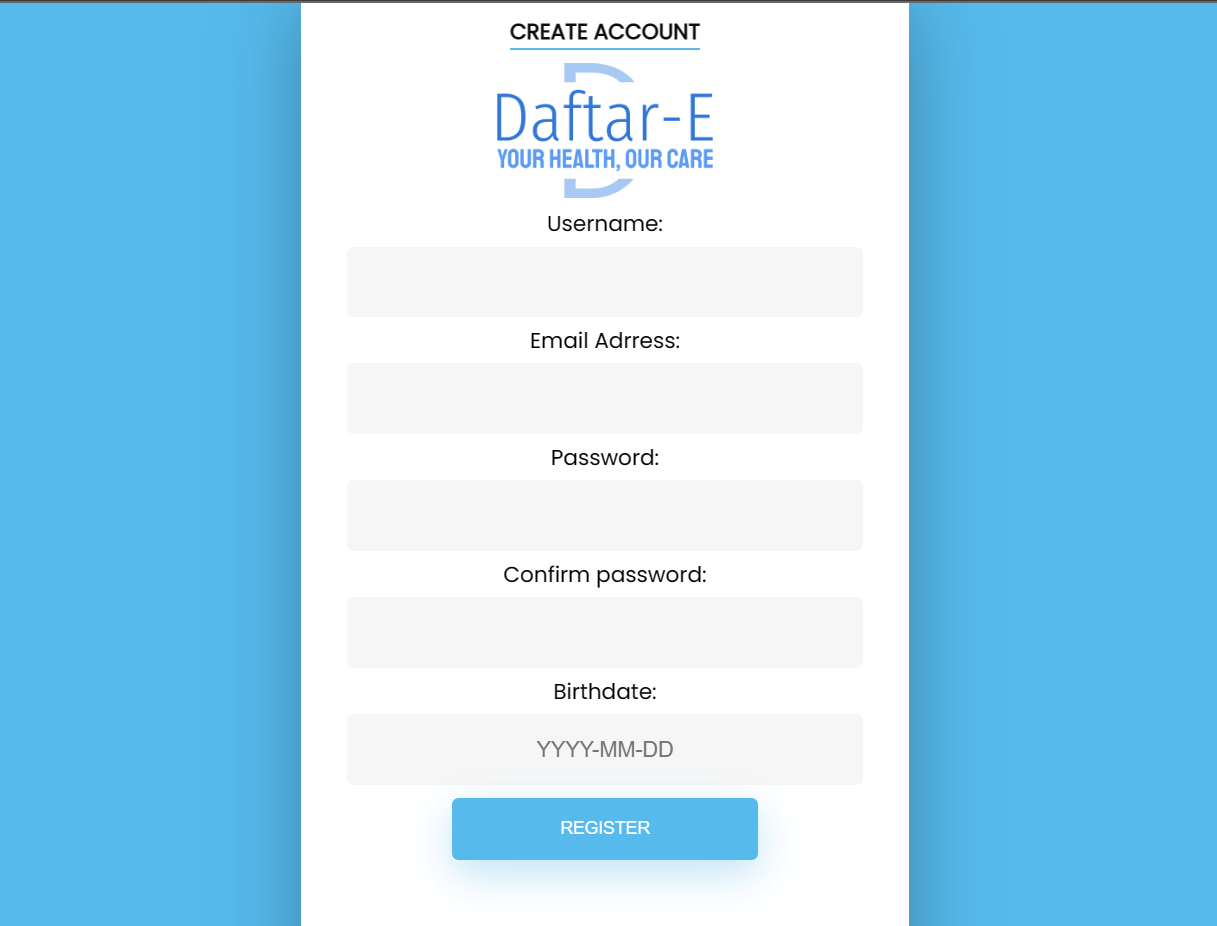 CREATE ACCOUNT
Daftar-E
YOUR HEALTH, OUR CARE
Username:
Email Adrress:
Password:
Confirm password:
Birthdate:
YYYY-MM-DD
REGISTER